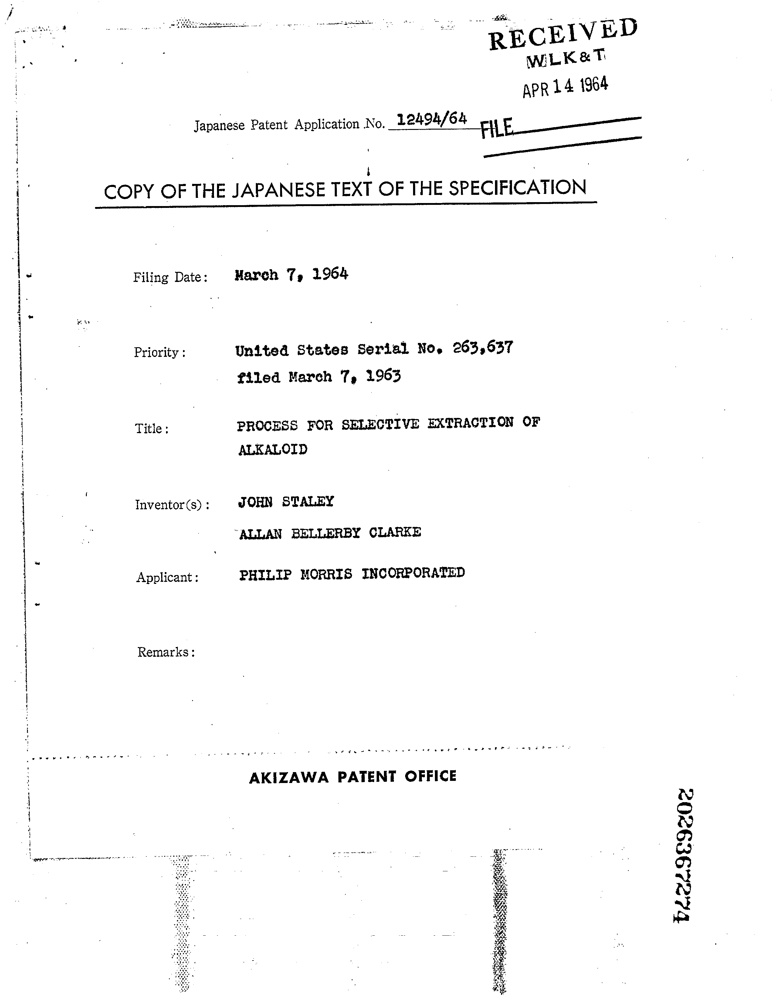 RECEIVED
WLK&T
APR 14 1964
Japanese Patent Application No. 12494/64
FILE
COPY OF THE JAPANESE TEXT OF THE SPECIFICATION
Filing Date: March 7, 1964
Priority: United States Serial No. 263,637
filed March 7, 1963
Title: PROCESS FOR SELECTIVE EXTRACTION OF
ALKALOID
Inventor(s): JOHN STALEY
ALLAN BELLERBY CLARKE
Applicant: PHILIP MORRIS INCORPORATED
Remarks:
AKIZAWA PATENT OFFICE
2026367274